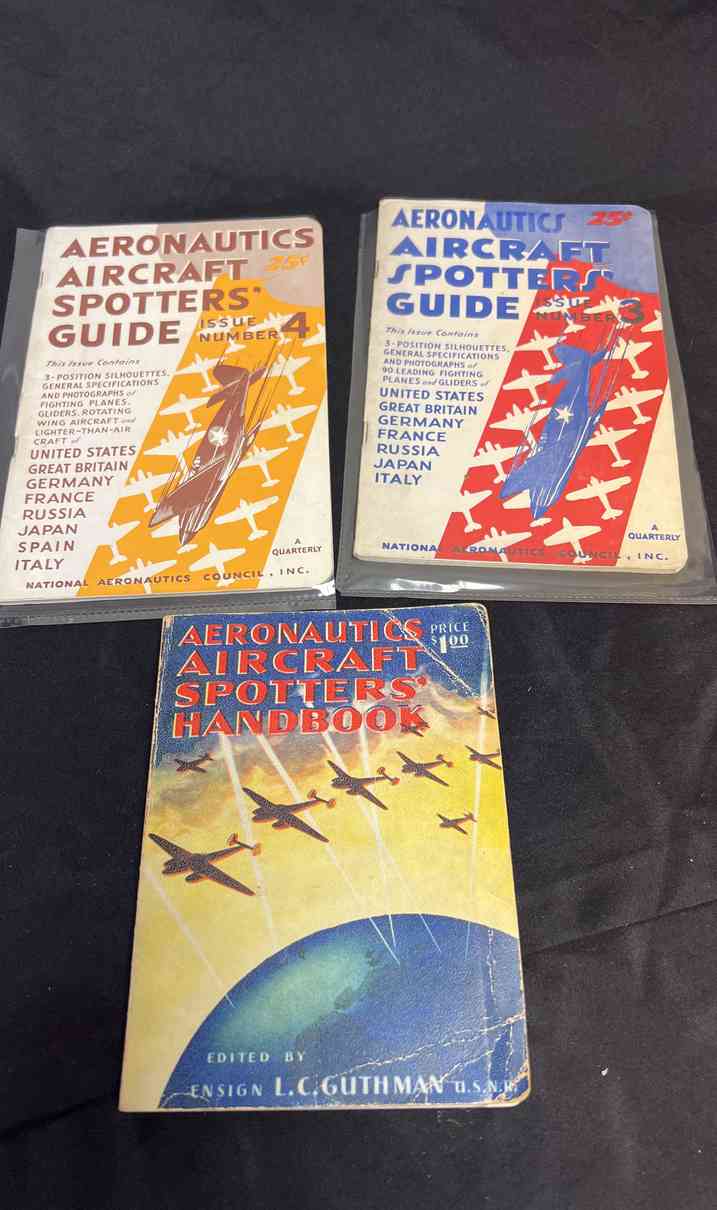 AERONAUTICS
AIRCRAFT 25¢
SPOTTERS'
GUIDE ISSUE
NUMBER 4
This Issue Contains
3-POSITION SILHOUETTES,
GENERAL SPECIFICATIONS
AND PHOTOGRAPHS of
FIGHTING PLANES,
GLIDERS, ROTATING
WING AIRCRAFT and
LIGHTER-THAN-AIR
CRAFT of
UNITED STATES
GREAT BRITAIN
GERMANY
FRANCE
RUSSIA
JAPAN
SPAIN
ITALY
A
QUARTERLY
NATIONAL AERONAUTICS COUNCIL, INC.
AERONAUTICS 25¢
AIRCRAFT
SPOTTERS'
GUIDE ISSUE
NUMBER 3
This Issue Contains
3-POSITION SILHOUETTES,
GENERAL SPECIFICATIONS
AND PHOTOGRAPHS of
90 LEADING FIGHTING
PLANES and GLIDERS of
UNITED STATES
GREAT BRITAIN
GERMANY
FRANCE
RUSSIA
JAPAN
ITALY
A
QUARTERLY
NATIONAL AERONAUTICS COUNCIL, INC.
AERONAUTICS PRICE
AIRCRAFT $1.00
SPOTTERS'
HANDBOOK
EDITED BY
ENSIGN L.C. GUTHMAN U.S.N.R.